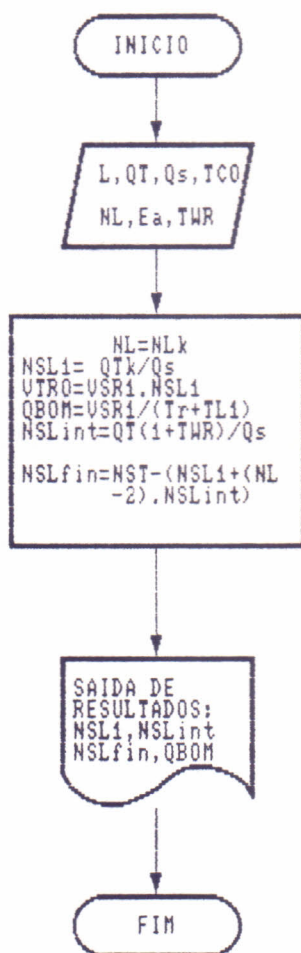 INICIO
L,QT,Qs,TCO
NL,Ea,TWR
NL=NLk
NSL1= QTk/Qs
VTRO=VSR1.NSL1
QBOM=VSR1/(Tr+TL1)
NSLint=QT(1+TWR)/Qs
NSLfin=NST-(NSL1+(NL
-2).NSLint)
SAIDA DE
RESULTADOS:
NSL1,NSLint
NSLfin,QBOM
FIM